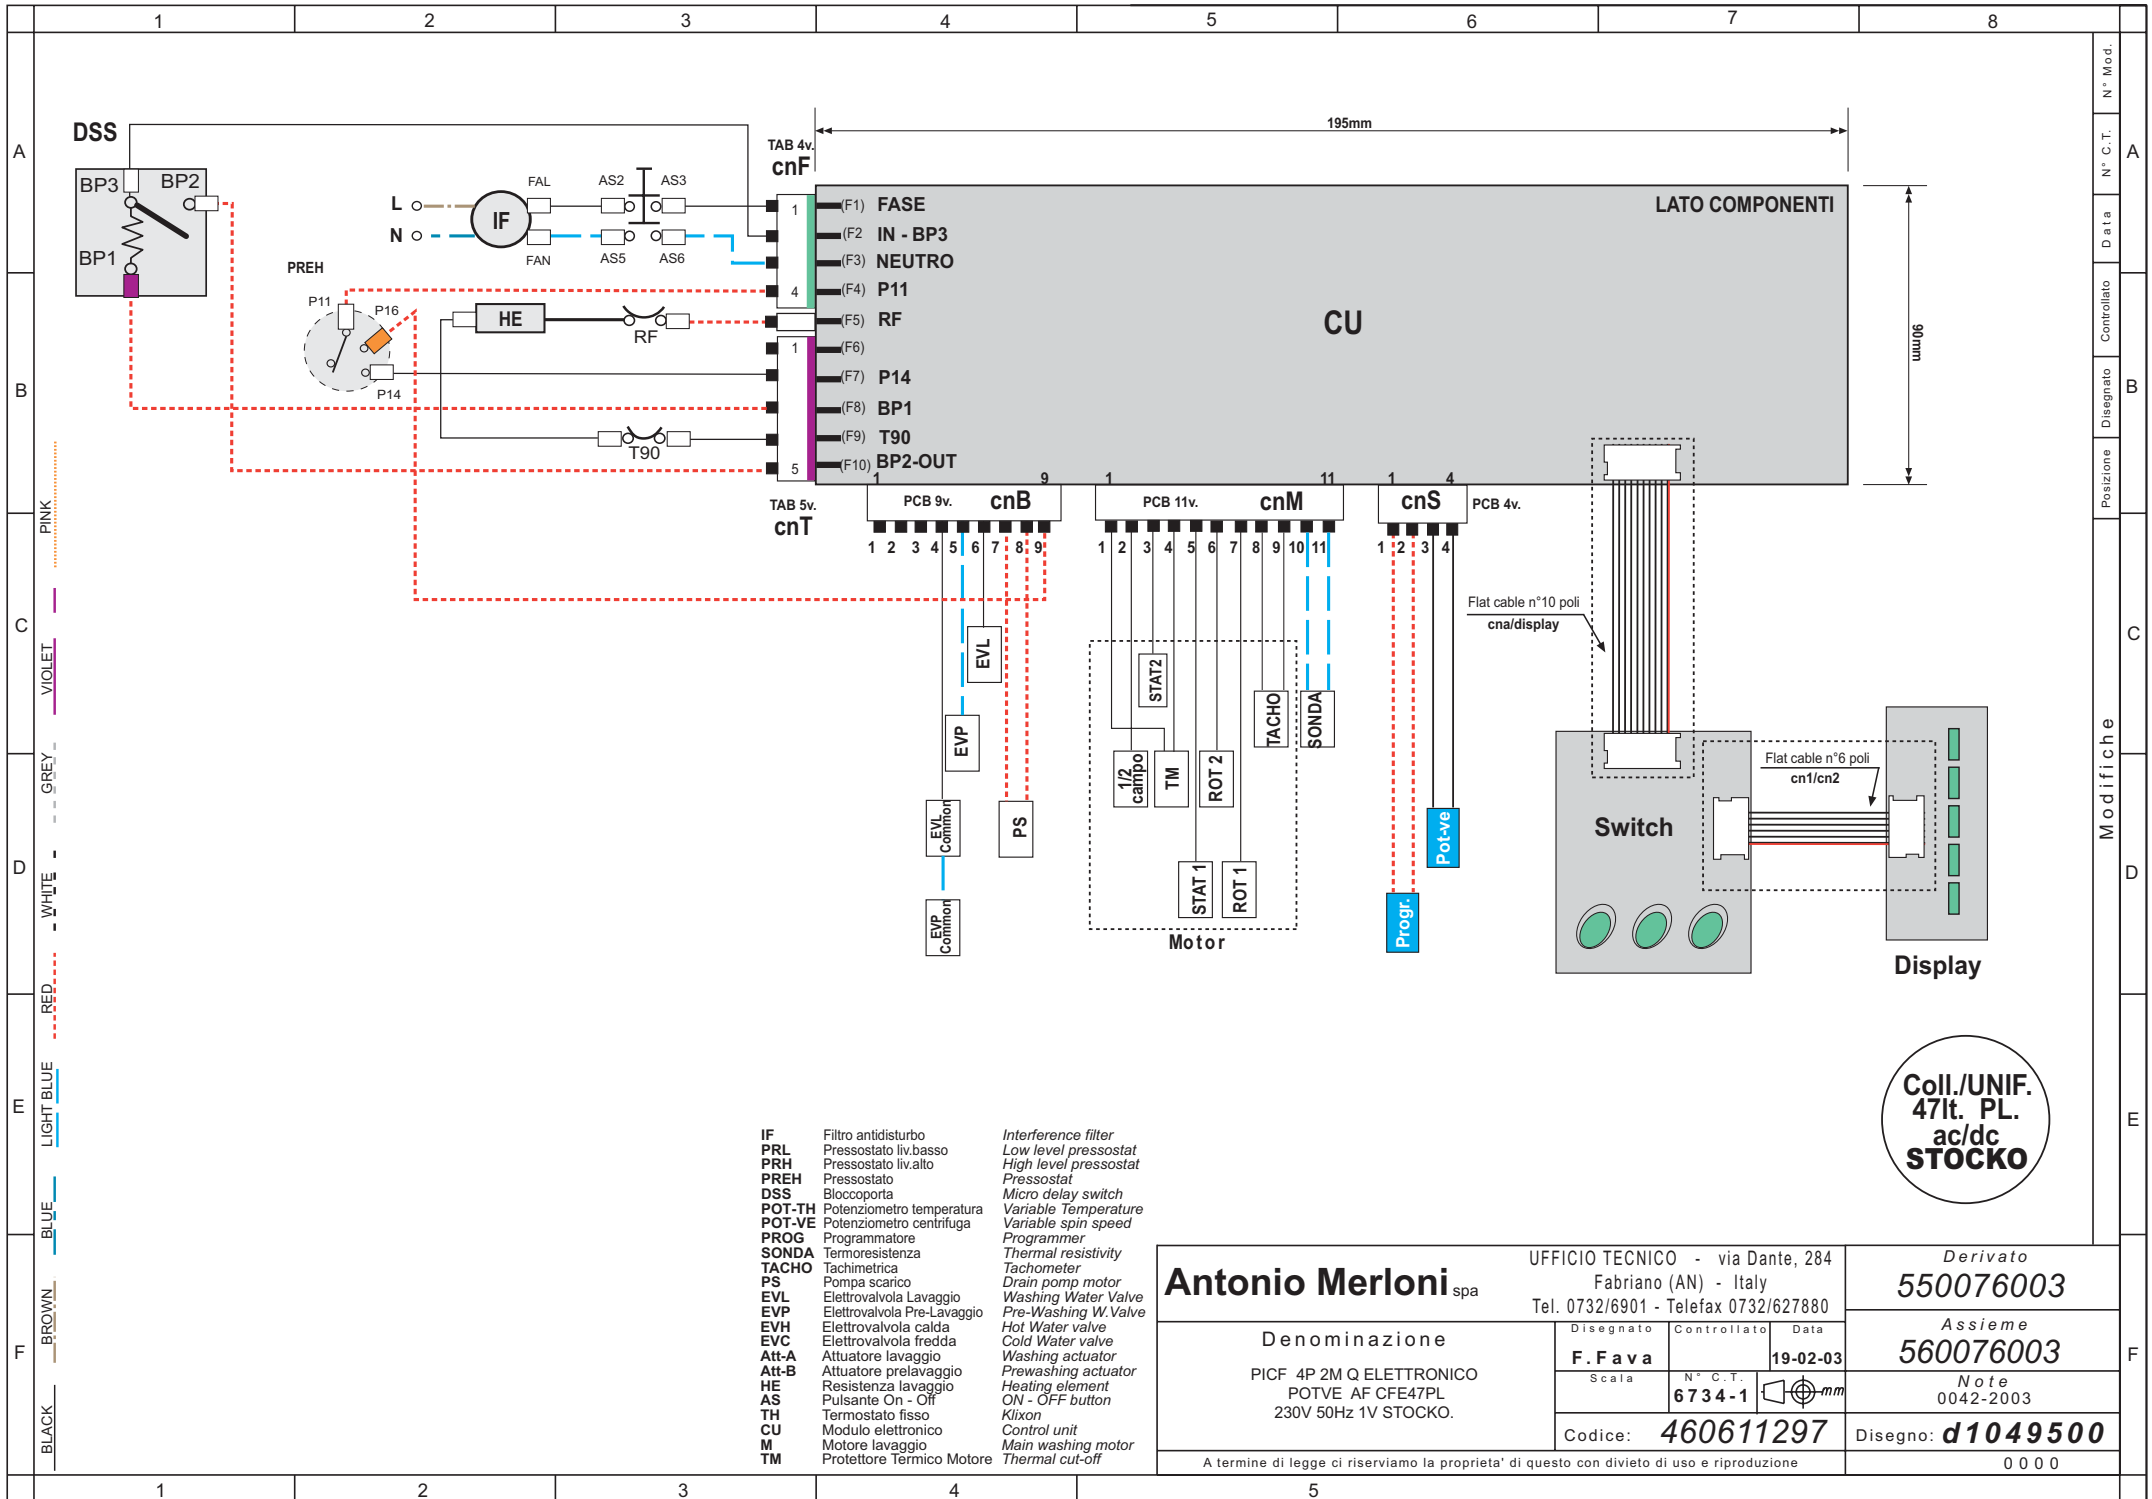 1 2 3 4 5 6 7 8
A
B
C
D
E
F
DSS
BP3
BP2
BP1
PREH
P11
P16
P14
L
N
IF
FAL
FAN
AS2
AS3
AS5
AS6
HE
RF
T90
TAB 4v.
cnF
1
4
1
5
TAB 5v.
cnT
195mm
90mm
LATO COMPONENTI
CU
(F1) FASE
(F2 IN - BP3
(F3) NEUTRO
(F4) P11
(F5) RF
(F6)
(F7) P14
(F8) BP1
(F9) T90
(F10) BP2-OUT
1 9
PCB 9v. cnB
1 2 3 4 5 6 7 8 9
1 11
PCB 11v. cnM
1 2 3 4 5 6 7 8 9 10 11
1 4
cnS PCB 4v.
1 2 3 4
EVL
EVP
EVL Common
EVP Common
PS
STAT2
1/2 campo
TM
ROT 2
STAT 1
ROT 1
TACHO
SONDA
Motor
Pot-ve
Progr.
Flat cable n°10 poli
cna/display
Flat cable n°6 poli
cn1/cn2
Switch
Display
Coll./UNIF.
47lt. PL.
ac/dc
STOCKO
PINK
VIOLET
GREY
WHITE
RED
LIGHT BLUE
BLUE
BROWN
BLACK
N° Mod.
N° C.T.
Data
Controllato
Disegnato
Posizione
Modifiche
A
B
C
D
E
F
IF Filtro antidisturbo Interference filter
PRL Pressostato liv.basso Low level pressostat
PRH Pressostato liv.alto High level pressostat
PREH Pressostato Pressostat
DSS Bloccoporta Micro delay switch
POT-TH Potenziometro temperatura Variable Temperature
POT-VE Potenziometro centrifuga Variable spin speed
PROG Programmatore Programmer
SONDA Termoresistenza Thermal resistivity
TACHO Tachimetrica Tachometer
PS Pompa scarico Drain pump motor
EVL Elettrovalvola Lavaggio Washing Water Valve
EVP Elettrovalvola Pre-Lavaggio Pre-Washing W.Valve
EVH Elettrovalvola calda Hot Water valve
EVC Elettrovalvola fredda Cold Water valve
Att-A Attuatore lavaggio Washing actuator
Att-B Attuatore prelavaggio Prewashing actuator
HE Resistenza lavaggio Heating element
AS Pulsante On - Off ON - OFF button
TH Termostato fisso Klixon
CU Modulo elettronico Control unit
M Motore lavaggio Main washing motor
TM Protettore Termico Motore Thermal cut-off
Antonio Merloni spa
UFFICIO TECNICO - via Dante, 284
Fabriano (AN) - Italy
Tel. 0732/6901 - Telefax 0732/627880
Derivato
550076003
Denominazione
PICF 4P 2M Q ELETTRONICO
POTVE AF CFE47PL
230V 50Hz 1V STOCKO.
Disegnato Controllato Data
F.Fava 19-02-03
Assieme
560076003
Scala N° C.T.
6734-1 mm
Note
0042-2003
Codice: 460611297
Disegno: d1049500
A termine di legge ci riserviamo la proprieta' di questo con divieto di uso e riproduzione
0000
1 2 3 4 5